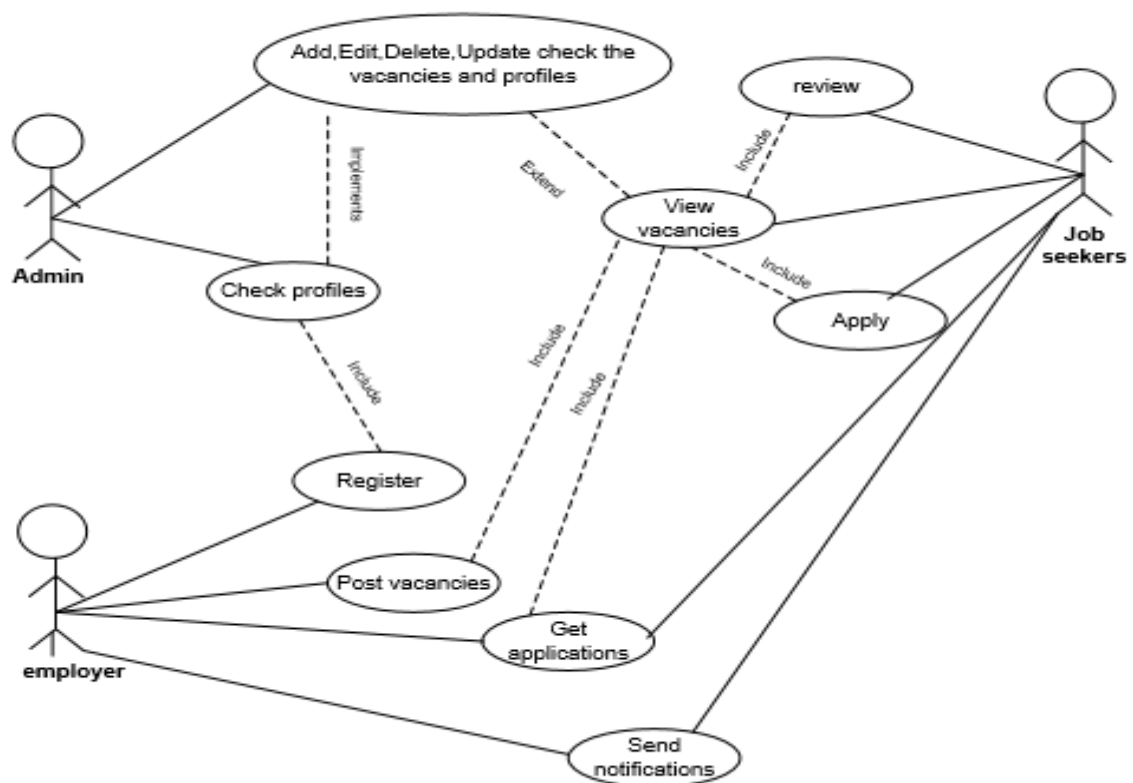 Add,Edit,Delete,Update check the
vacancies and profiles
review
Include
Implements
Extend
View
vacancies
Job
seekers
Admin
Check profiles
Include
Apply
Include
Include
Include
Register
Post vacancies
Get
applications
employer
Send
notifications